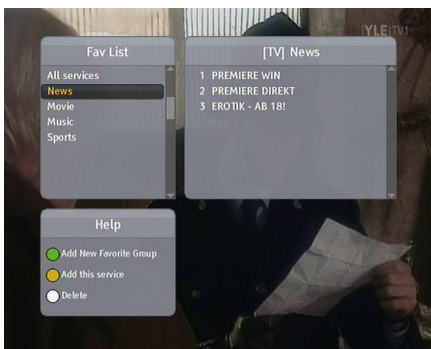 YLE TV1
Fav List
All services
News
Movie
Music
Sports
[TV] News
1 PREMIERE WIN
2 PREMIERE DIREKT
3 EROTIK - AB 18!
Help
Add New Favorite Group
Add this service
Delete